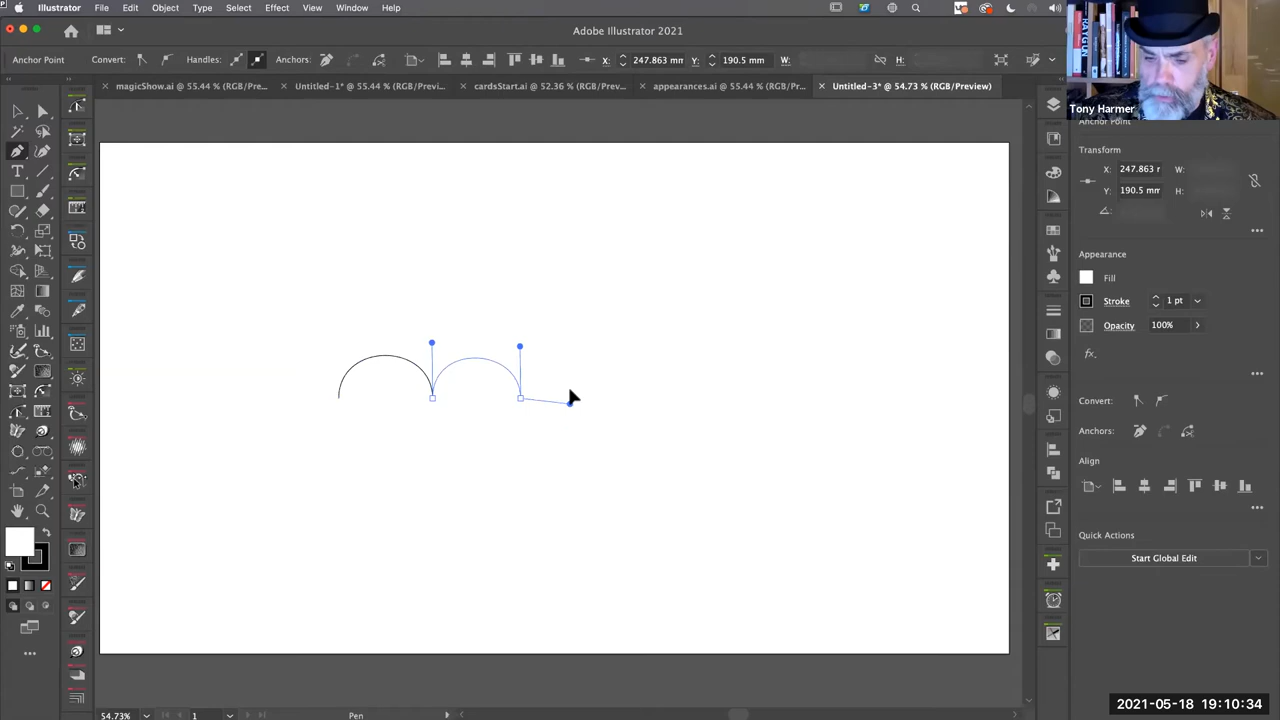 Illustrator File Edit Object Type Select Effect View Window Help
Adobe Illustrator 2021
Anchor Point Convert: Handles: Anchors: X: 247.863 mm Y: 190.5 mm W: H:
magicShow.ai @ 55.44 % (RGB/Pre... Untitled-1* @ 55.44 % (RGB/Previ... cardsStart.ai @ 52.36 % (RGB/Pre... appearances.ai @ 55.44 % (RGB/Pr... Untitled-3* @ 54.73 % (RGB/Preview)
RAYGUN
Tony Harmer
Anchor Point
Transform
X: 247.863 r W:
Y: 190.5 mm H:
Appearance
Fill
Stroke 1 pt
Opacity 100%
fx.
Convert:
Anchors:
Align
Quick Actions
Start Global Edit
54.73% 1 Pen
2021-05-18 19:10:34